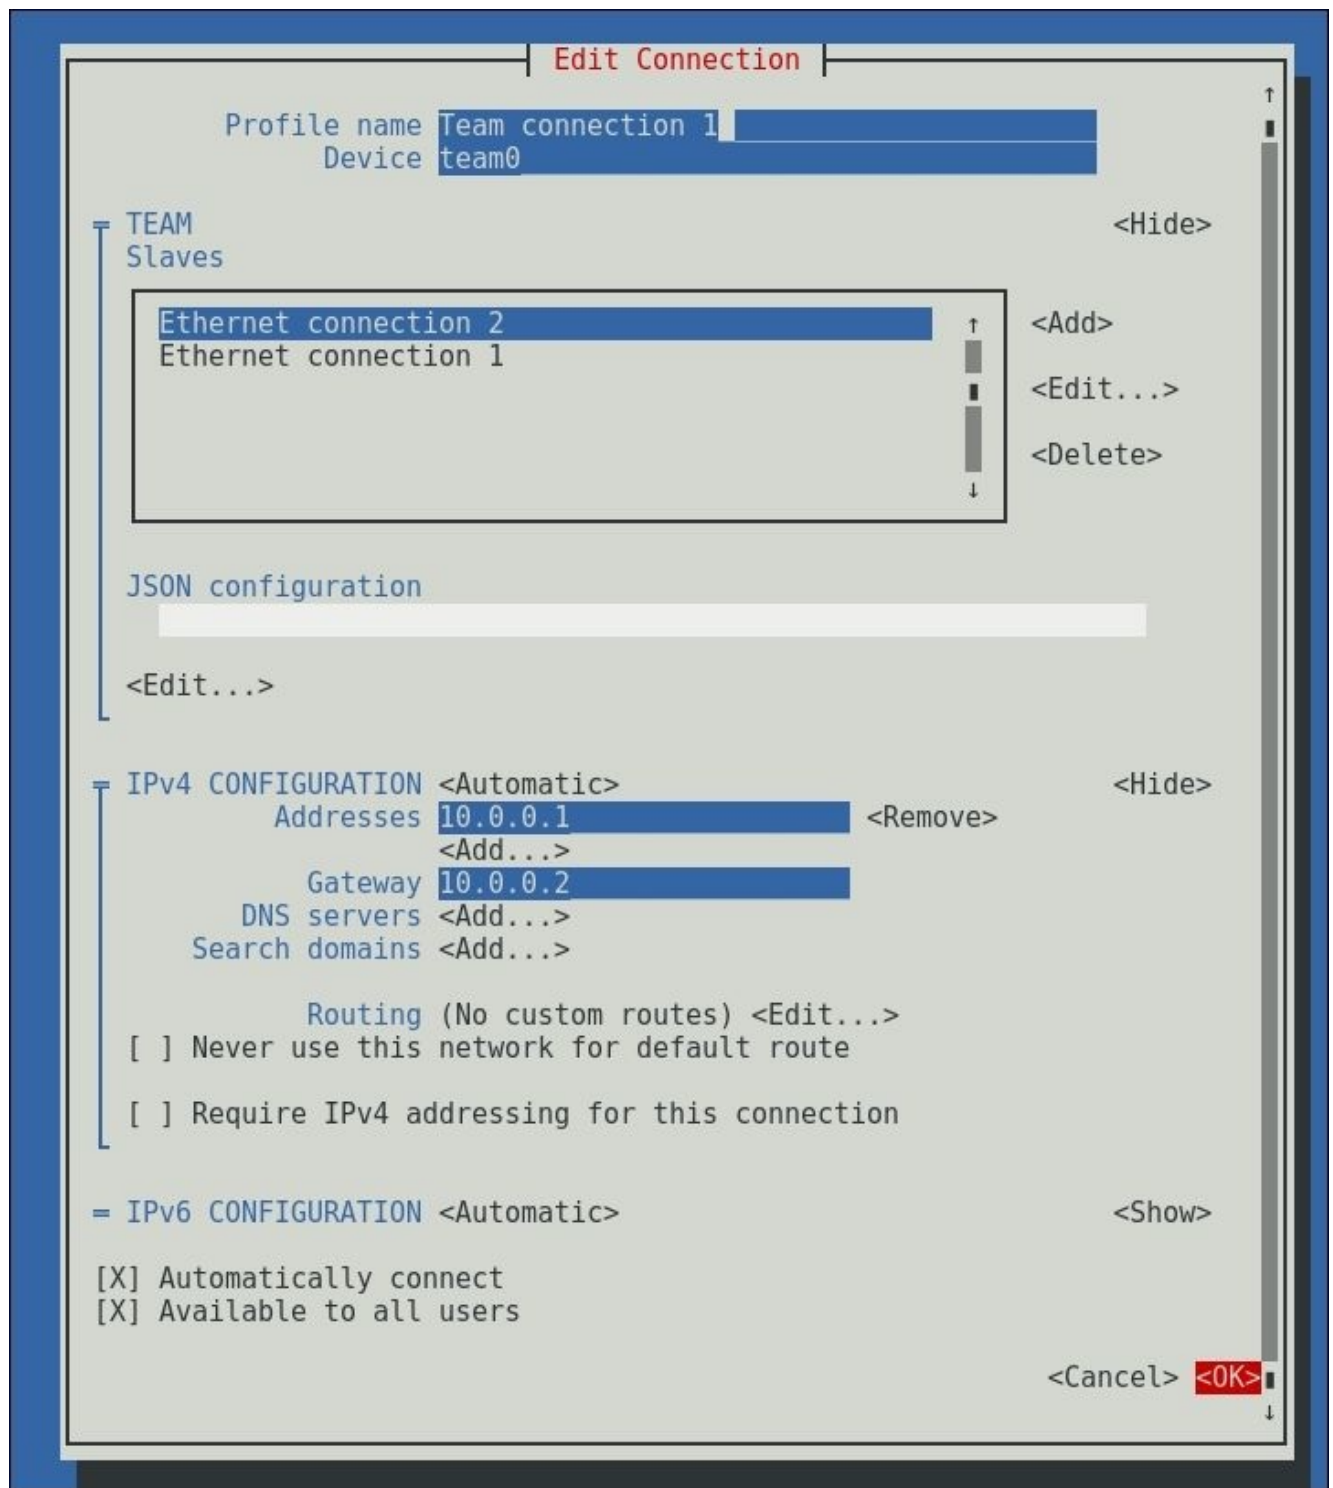 Edit Connection
Profile name Team connection 1
Device team0
TEAM <Hide>
Slaves
Ethernet connection 2 <Add>
Ethernet connection 1
<Edit...>
<Delete>
JSON configuration
<Edit...>
IPv4 CONFIGURATION <Automatic> <Hide>
Addresses 10.0.0.1 <Remove>
<Add...>
Gateway 10.0.0.2
DNS servers <Add...>
Search domains <Add...>
Routing (No custom routes) <Edit...>
[ ] Never use this network for default route
[ ] Require IPv4 addressing for this connection
IPv6 CONFIGURATION <Automatic> <Show>
[X] Automatically connect
[X] Available to all users
<Cancel> <OK>